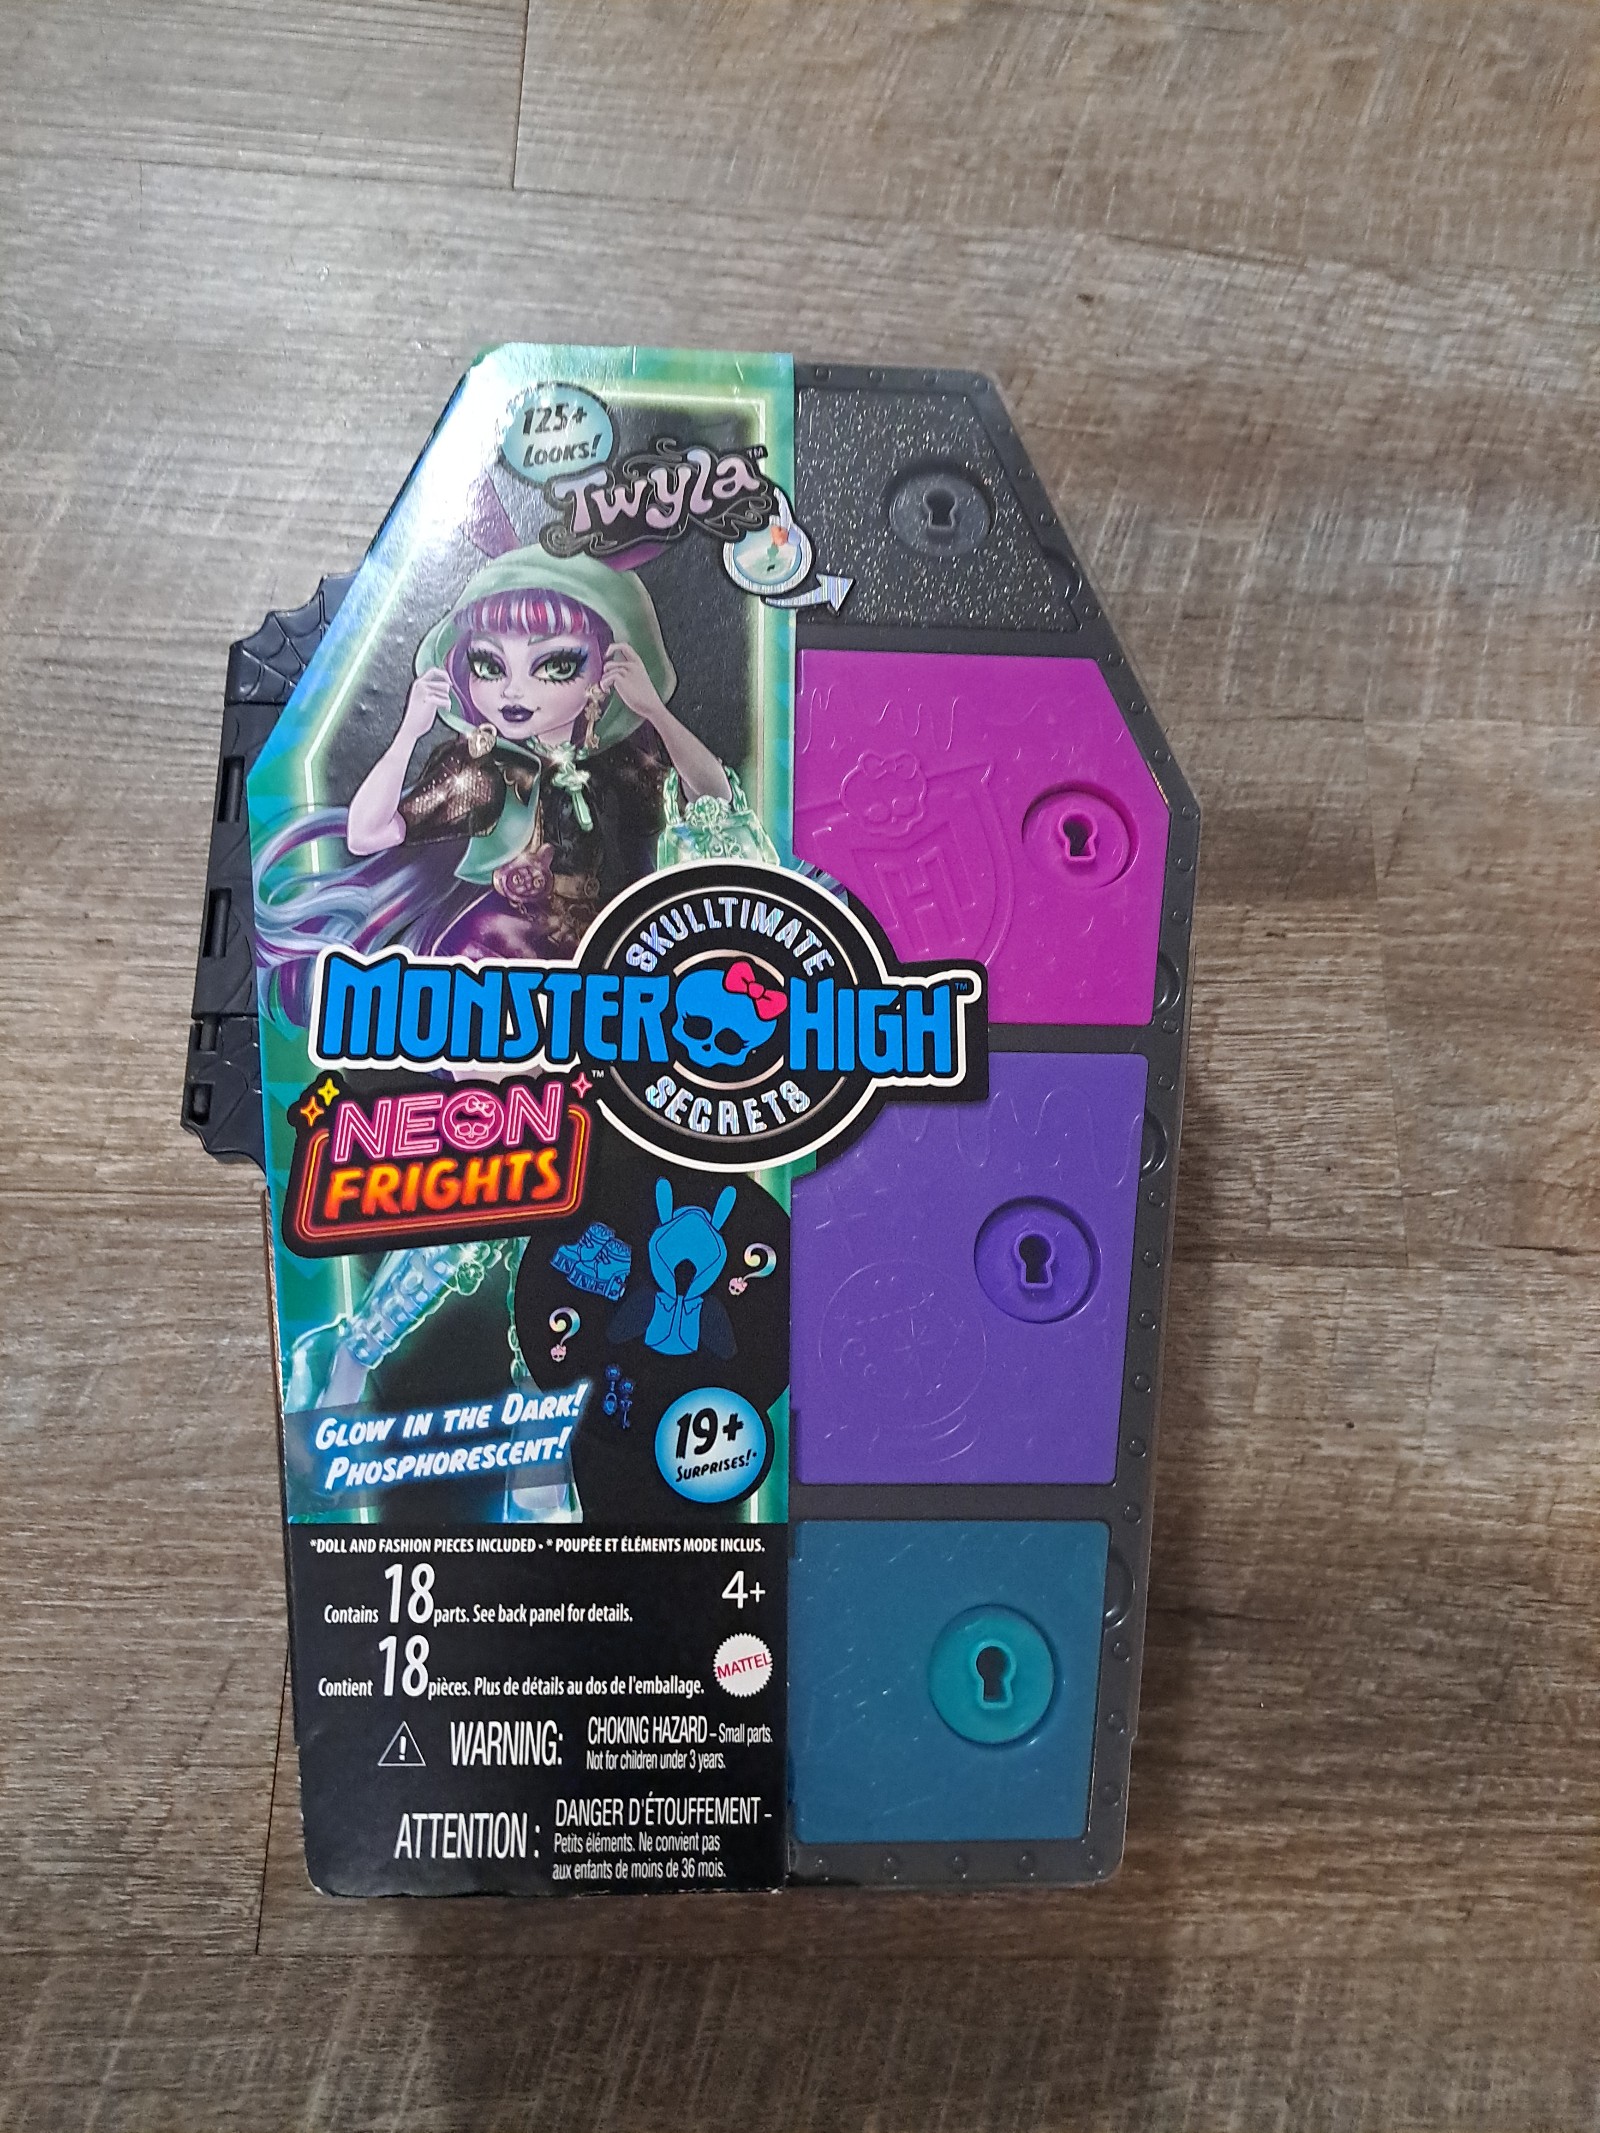 125+
LOOKS!
Twyla™
SKULLTIMATE
MONSTER HIGH™
SECRETS™
NEON
FRIGHTS
GLOW IN THE DARK!
PHOSPHORESCENT!
19+
SURPRISES!*
*DOLL AND FASHION PIECES INCLUDED • * POUPÉE ET ÉLÉMENTS MODE INCLUS.
Contains 18 parts. See back panel for details.
4+
Contient 18 pièces. Plus de détails au dos de l'emballage.
MATTEL
WARNING: CHOKING HAZARD – Small parts.
Not for children under 3 years.
ATTENTION : DANGER D'ÉTOUFFEMENT –
Petits éléments. Ne convient pas
aux enfants de moins de 36 mois.